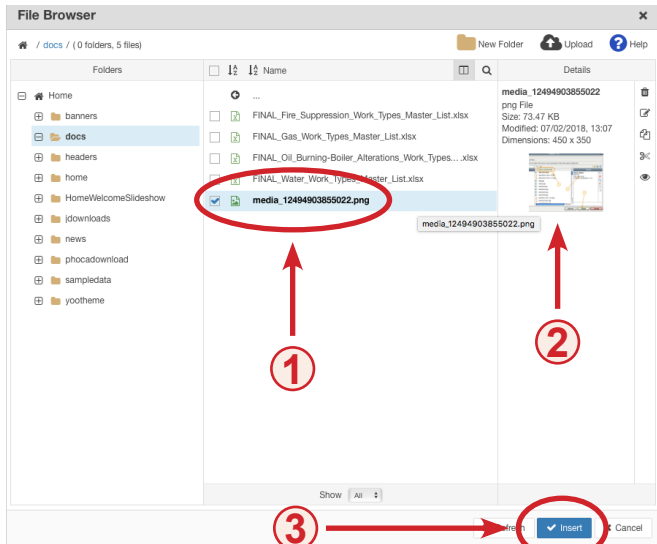 File Browser
/ docs / ( 0 folders, 5 files)
New Folder Upload Help
Folders
Name
Details
Home
banners
docs
headers
home
HomeWelcomeSlideshow
jdownloads
news
phocadownload
sampledata
yootheme
...
FINAL_Fire_Suppression_Work_Types_Master_List.xlsx
FINAL_Gas_Work_Types_Master_List.xlsx
FINAL_Oil_Burning-Boiler_Alterations_Work_Types... .xlsx
FINAL_Water_Work_Types_Master_List.xlsx
media_12494903855022.png
media_12494903855022.png
media_12494903855022
png File
Size: 73.47 KB
Modified: 07/02/2018, 13:07
Dimensions: 450 x 350
1
2
Show All
3
Refresh Insert Cancel